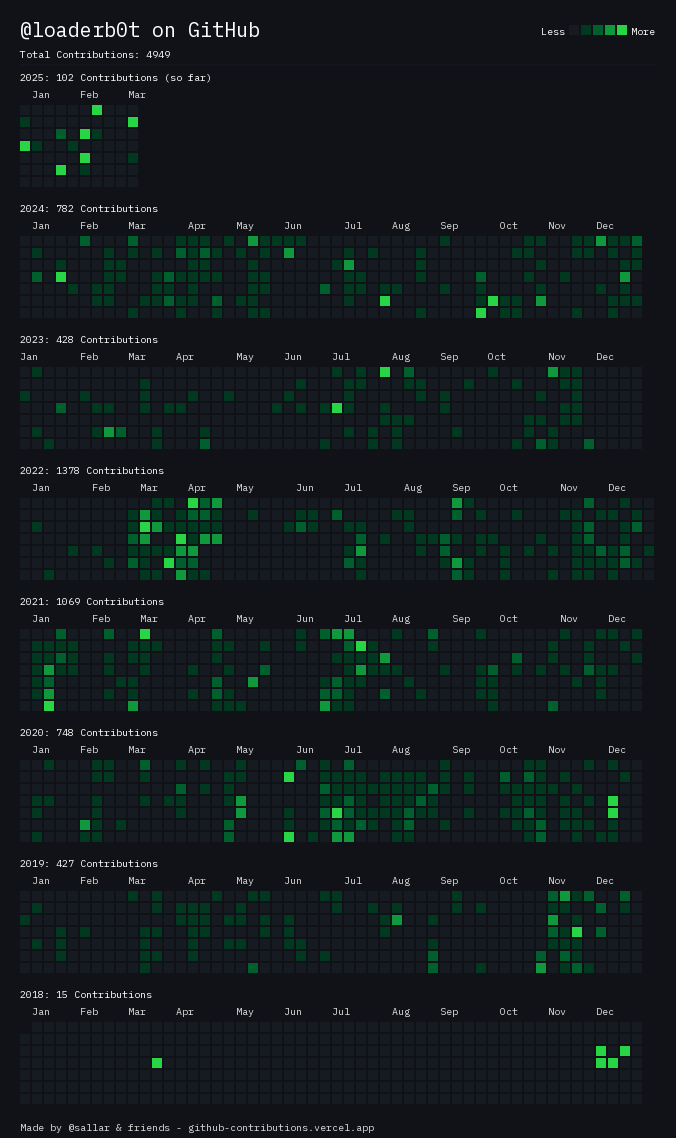 @loaderb0t on GitHub
Less More
Total Contributions: 4949
2025: 102 Contributions (so far)
Jan Feb Mar
2024: 782 Contributions
Jan Feb Mar Apr May Jun Jul Aug Sep Oct Nov Dec
2023: 428 Contributions
Jan Feb Mar Apr May Jun Jul Aug Sep Oct Nov Dec
2022: 1378 Contributions
Jan Feb Mar Apr May Jun Jul Aug Sep Oct Nov Dec
2021: 1069 Contributions
Jan Feb Mar Apr May Jun Jul Aug Sep Oct Nov Dec
2020: 748 Contributions
Jan Feb Mar Apr May Jun Jul Aug Sep Oct Nov Dec
2019: 427 Contributions
Jan Feb Mar Apr May Jun Jul Aug Sep Oct Nov Dec
2018: 15 Contributions
Jan Feb Mar Apr May Jun Jul Aug Sep Oct Nov Dec
Made by @sallar & friends - github-contributions.vercel.app